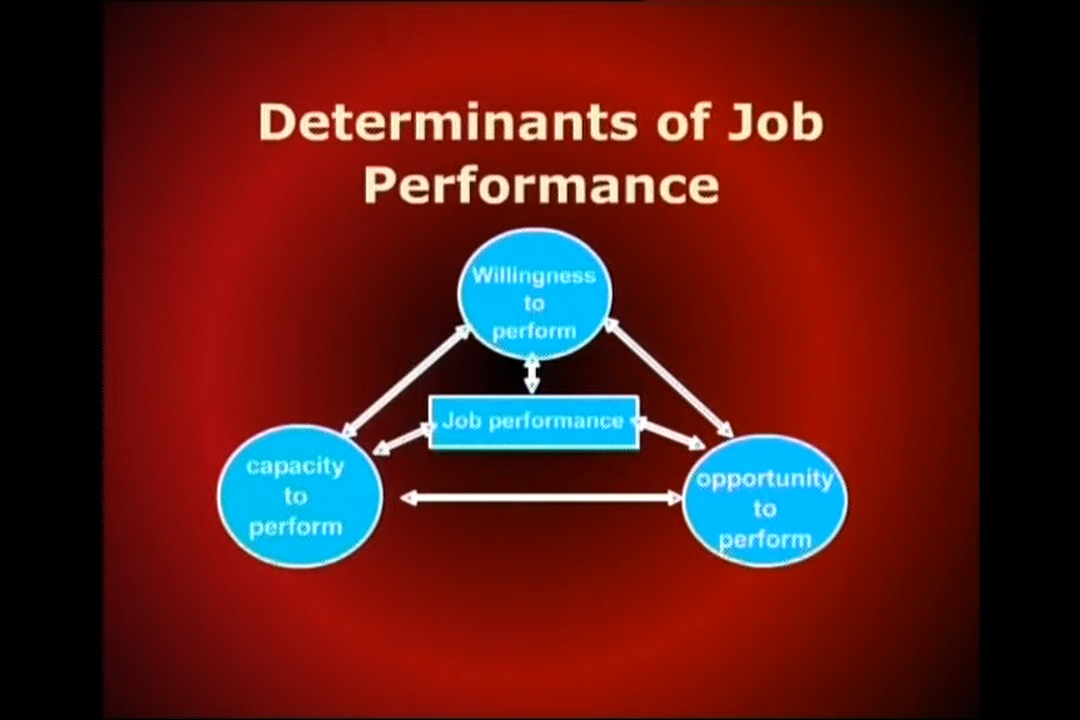 Determinants of Job
Performance
Willingness
to
perform
Job performance
capacity
to
perform
opportunity
to
perform